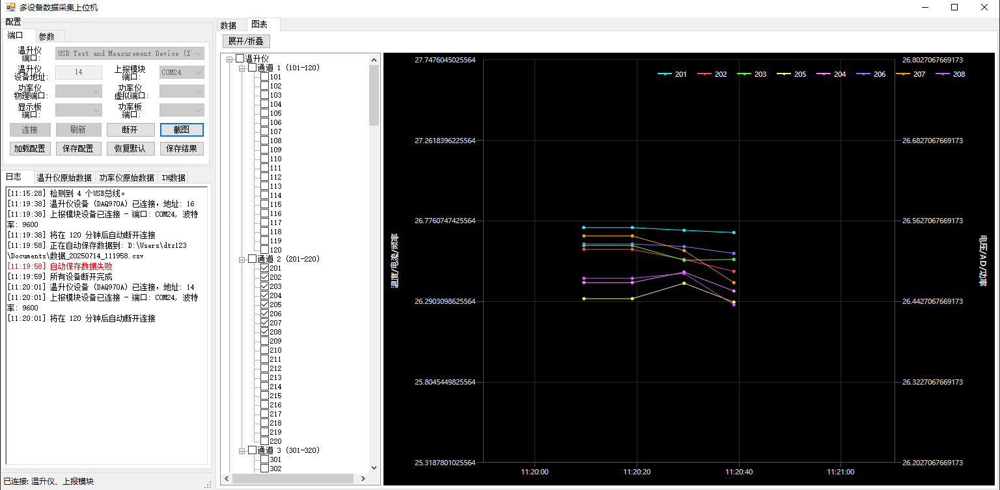 多设备数据采集上位机
配置
端口
参数
温升仪
端口:
USB Test and Measurement Device (I
温升仪
设备地址:
14
上报模块
端口:
COM24
功率仪
物理端口:
功率仪
虚拟端口:
显示板
端口:
功率板
端口:
连接
刷新
断开
截图
加载配置
保存配置
恢复默认
保存结果
日志
温升仪原始数据
功率仪原始数据
IH数据
[11:15:28] 检测到 4 个USB总线。
[11:19:38] 温升仪设备 (DAQ970A) 已连接，地址: 16
[11:19:38] 上报模块设备已连接 - 端口: COM24, 波特
率: 9600
[11:19:38] 将在 120 分钟后自动断开连接
[11:19:58] 正在自动保存数据到: D:\Users\dtz123
\Documents\数据_20250714_111958.csv
[11:19:58] 自动保存数据失败
[11:19:59] 所有设备断开完成
[11:20:01] 温升仪设备 (DAQ970A) 已连接，地址: 14
[11:20:01] 上报模块设备已连接 - 端口: COM24, 波特
率: 9600
[11:20:01] 将在 120 分钟后自动断开连接
已连接: 温升仪、上报模块
数据
图表
展开/折叠
温升仪
通道 1 (101-120)
101
102
103
104
105
106
107
108
109
110
111
112
113
114
115
116
117
118
119
120
通道 2 (201-220)
201
202
203
204
205
206
207
208
209
210
211
212
213
214
215
216
217
218
219
220
通道 3 (301-320)
301
302
27.7476045025564
27.2618396225564
26.7760747425564
26.2903098625564
25.8045449825564
25.3187801025564
温度/电流/频率
201
202
203
205
204
206
207
208
26.8027067669173
26.6827067669173
26.5627067669173
26.4427067669173
26.3227067669173
26.2027067669173
电压/AD/功率
11:20:00
11:20:20
11:20:40
11:21:00